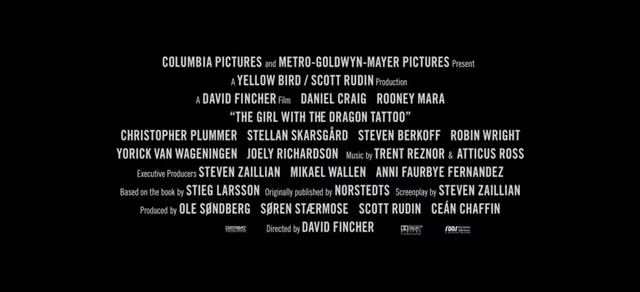 COLUMBIA PICTURES and METRO-GOLDWYN-MAYER PICTURES Present
A YELLOW BIRD / SCOTT RUDIN Production
A DAVID FINCHER Film DANIEL CRAIG ROONEY MARA
“THE GIRL WITH THE DRAGON TATTOO”
CHRISTOPHER PLUMMER STELLAN SKARSGÅRD STEVEN BERKOFF ROBIN WRIGHT
YORICK VAN WAGENINGEN JOELY RICHARDSON Music by TRENT REZNOR & ATTICUS ROSS
Executive Producers STEVEN ZAILLIAN MIKAEL WALLEN ANNI FAURBYE FERNANDEZ
Based on the book by STIEG LARSSON Originally published by NORSTEDTS Screenplay by STEVEN ZAILLIAN
Produced by OLE SØNDBERG SØREN STÆRMOSE SCOTT RUDIN CEÁN CHAFFIN
Directed by DAVID FINCHER